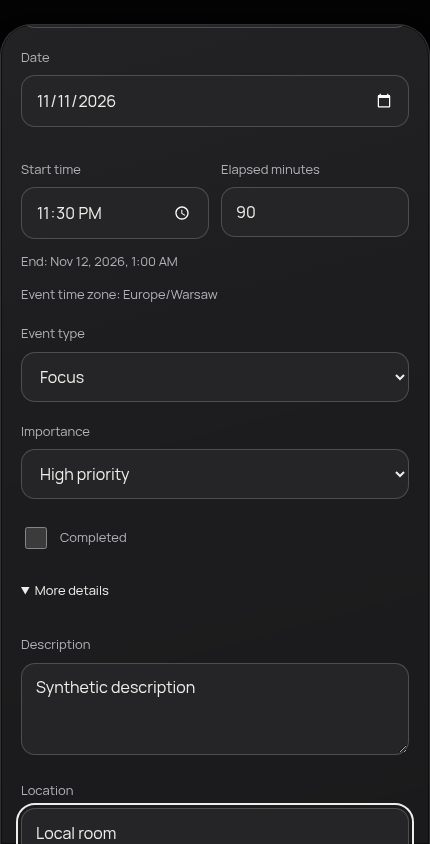 Date
11/11/2026
Start time
Elapsed minutes
11:30 PM
90
End: Nov 12, 2026, 1:00 AM
Event time zone: Europe/Warsaw
Event type
Focus
Importance
High priority
Completed
More details
Description
Synthetic description
Location
Local room